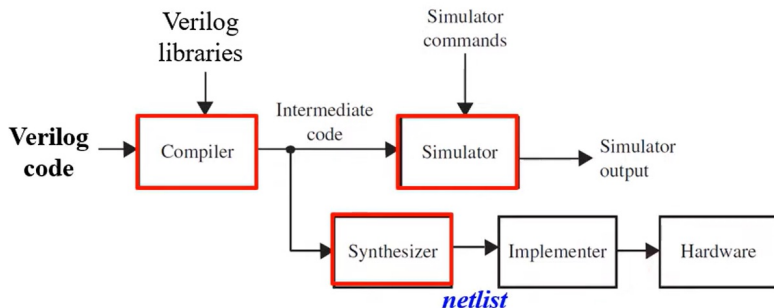 Verilog
libraries
Simulator
commands
Verilog
code
Compiler
Intermediate
code
Simulator
Simulator
output
Synthesizer
Implementer
Hardware
netlist